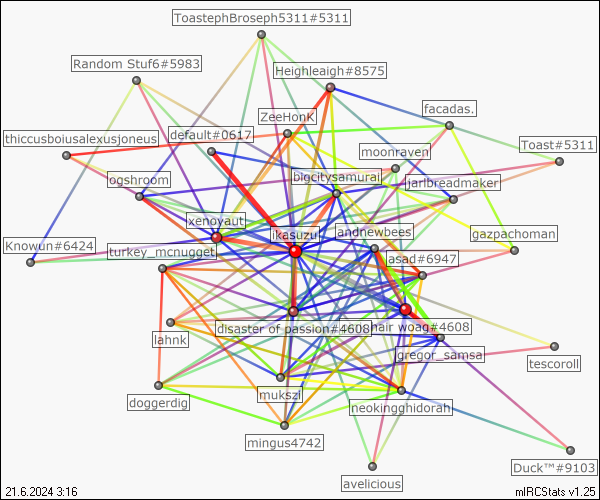 ToastephBroseph5311#5311
Random Stuf6#5983
Heighleaigh#8575
facadas.
ZeeHonK
thiccusboiusalexusjoneus
default#0617
moonraven
Toast#5311
ogshroom
bigcitysamurai
jarlbreadmaker
xenoyaut
likasuzu
andnewbees
gazpachoman
Knowun#6424
turkey_mcnugget
asad#6947
disaster of passion#4608
hair woag#4608
lahnk
gregor_samsa
tescoroll
mukszi
doggerdig
neokingghidorah
mingus4742
Duck™#9103
avelicious
21.6.2024 3:16
mIRCStats v1.25